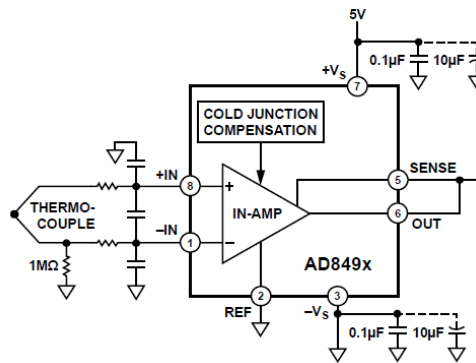 5V
0.1µF
10µF
+VS
7
COLD JUNCTION
COMPENSATION
+IN
8
+
SENSE
5
THERMO-
COUPLE
IN-AMP
6
OUT
–IN
1
–
1MΩ
AD849x
2
REF
3
–VS
0.1µF
10µF